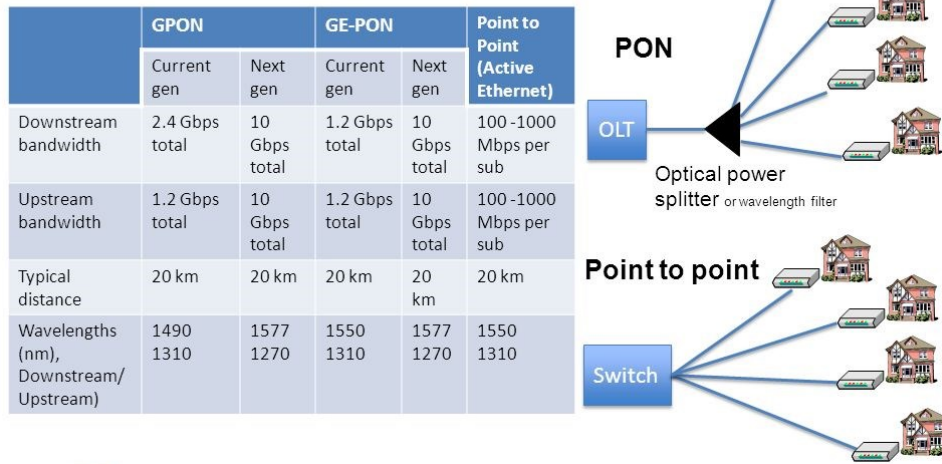 GPON GE-PON Point to
Point
(Active
Ethernet)
Current
gen
Next
gen
Current
gen
Next
gen
Downstream
bandwidth
2.4 Gbps
total
10
Gbps
total
1.2 Gbps
total
10
Gbps
total
100 -1000
Mbps per
sub
Upstream
bandwidth
1.2 Gbps
total
10
Gbps
total
1.2 Gbps
total
10
Gbps
total
100 -1000
Mbps per
sub
Typical
distance
20 km
20 km
20 km
20
km
20 km
Wavelengths
(nm),
Downstream/
Upstream)
1490
1310
1577
1270
1550
1310
1577
1270
1550
1310
PON
OLT
Optical power
splitter or wavelength filter
Point to point
Switch